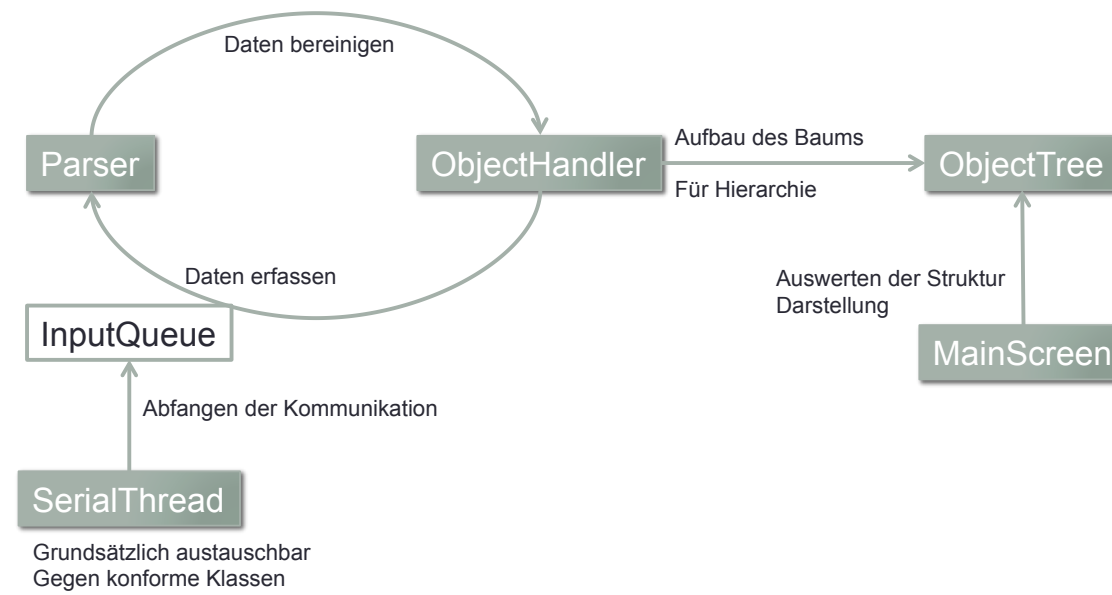 Daten bereinigen
Parser
ObjectHandler
Aufbau des Baums
Für Hierarchie
ObjectTree
Daten erfassen
Auswerten der Struktur
Darstellung
InputQueue
MainScreen
Abfangen der Kommunikation
SerialThread
Grundsätzlich austauschbar
Gegen konforme Klassen